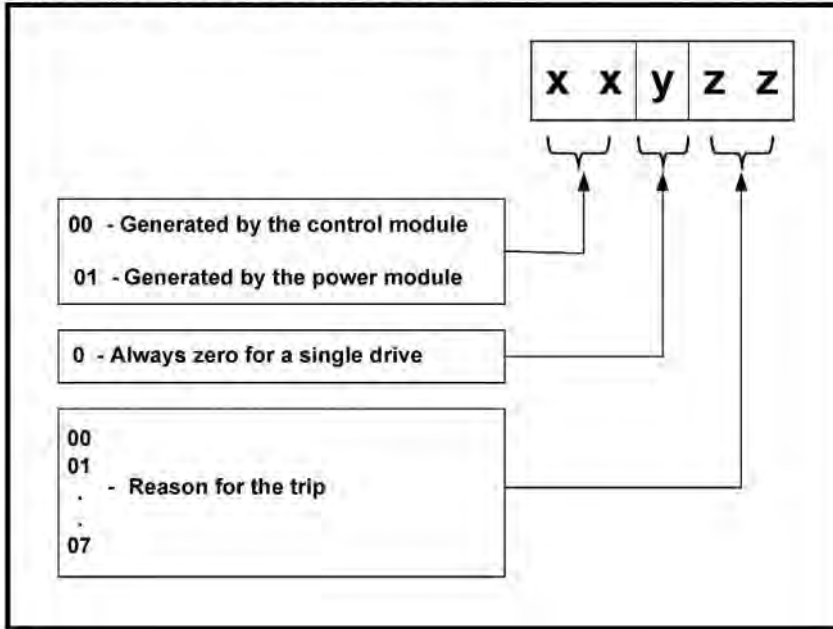 x x y z z
00 - Generated by the control module
01 - Generated by the power module
0 - Always zero for a single drive
00
01
. - Reason for the trip
.
07